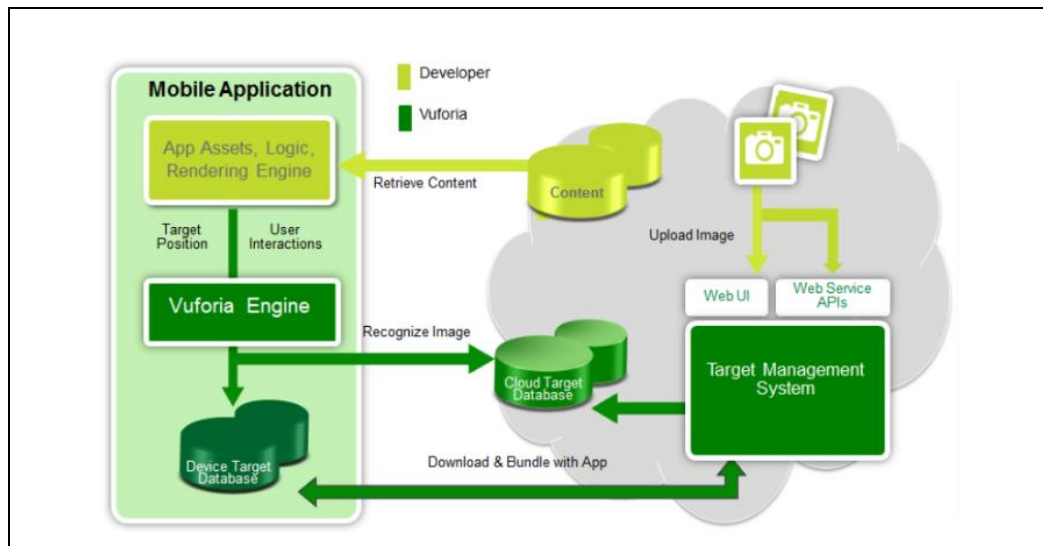 Mobile Application
Developer
Vuforia
App Assets, Logic,
Rendering Engine
Retrieve Content
Content
Target
Position
User
Interactions
Upload Image
Web UI
Web Service
APIs
Vuforia Engine
Recognize Image
Cloud Target
Database
Target Management
System
Device Target
Database
Download & Bundle with App